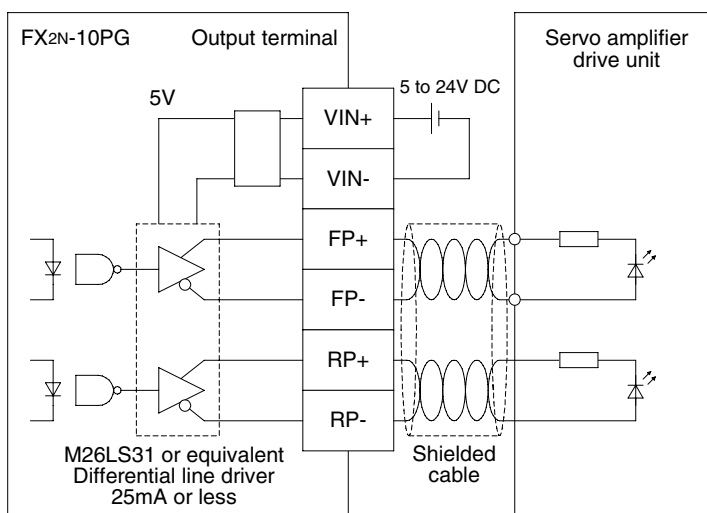 FX2N-10PG
Output terminal
Servo amplifier
drive unit
5V
5 to 24V DC
VIN+
VIN-
FP+
FP-
RP+
RP-
M26LS31 or equivalent
Differential line driver
25mA or less
Shielded
cable